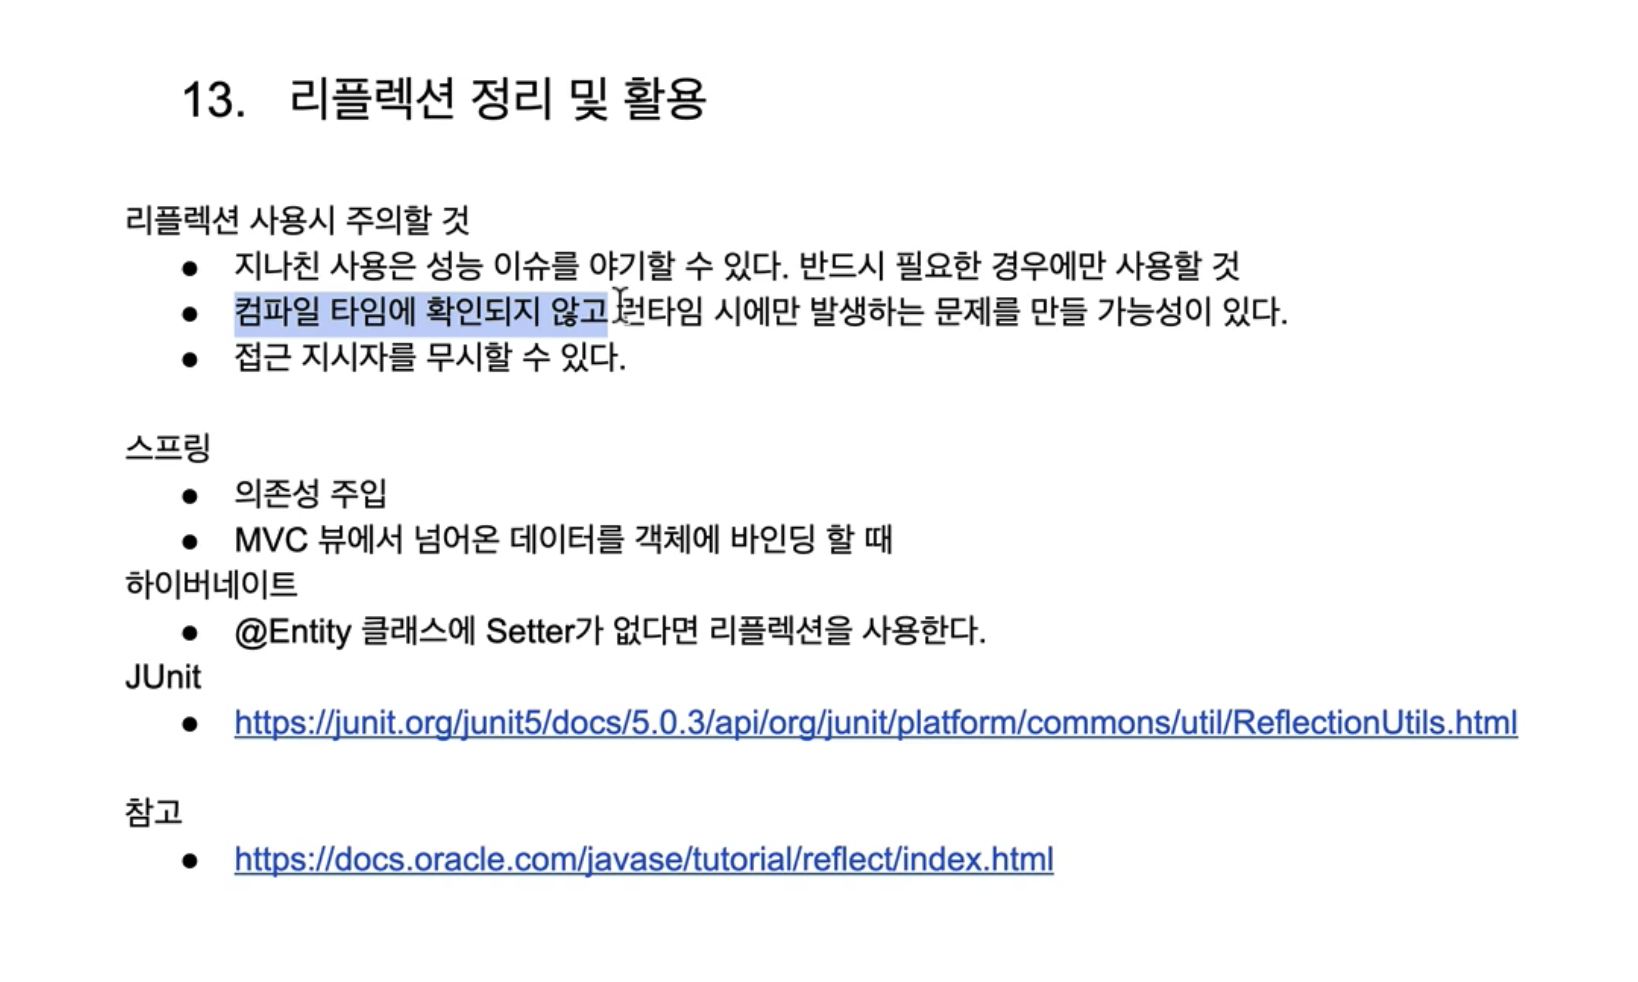 13. 리플렉션 정리 및 활용
리플렉션 사용시 주의할 것
● 지나친 사용은 성능 이슈를 야기할 수 있다. 반드시 필요한 경우에만 사용할 것
● 컴파일 타임에 확인되지 않고 런타임 시에만 발생하는 문제를 만들 가능성이 있다.
● 접근 지시자를 무시할 수 있다.
스프링
● 의존성 주입
● MVC 뷰에서 넘어온 데이터를 객체에 바인딩 할 때
하이버네이트
● @Entity 클래스에 Setter가 없다면 리플렉션을 사용한다.
JUnit
● https://junit.org/junit5/docs/5.0.3/api/org/junit/platform/commons/util/ReflectionUtils.html
참고
● https://docs.oracle.com/javase/tutorial/reflect/index.html